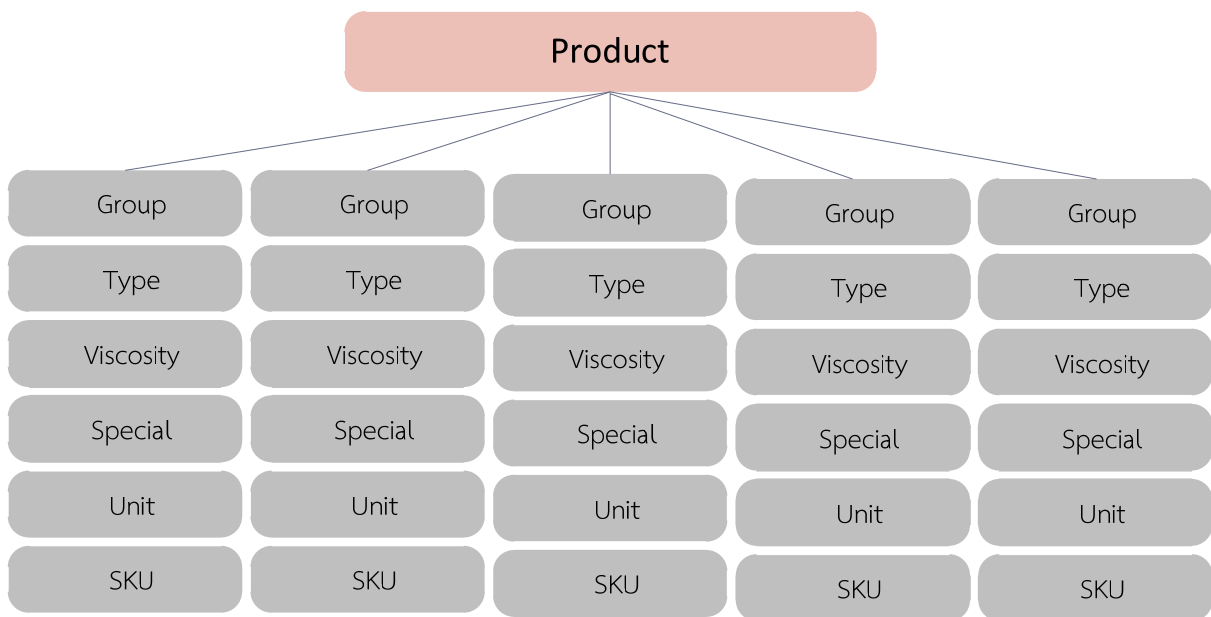 Product
Group
Group
Group
Group
Group
Type
Type
Type
Type
Type
Viscosity
Viscosity
Viscosity
Viscosity
Viscosity
Special
Special
Special
Special
Special
Unit
Unit
Unit
Unit
Unit
SKU
SKU
SKU
SKU
SKU